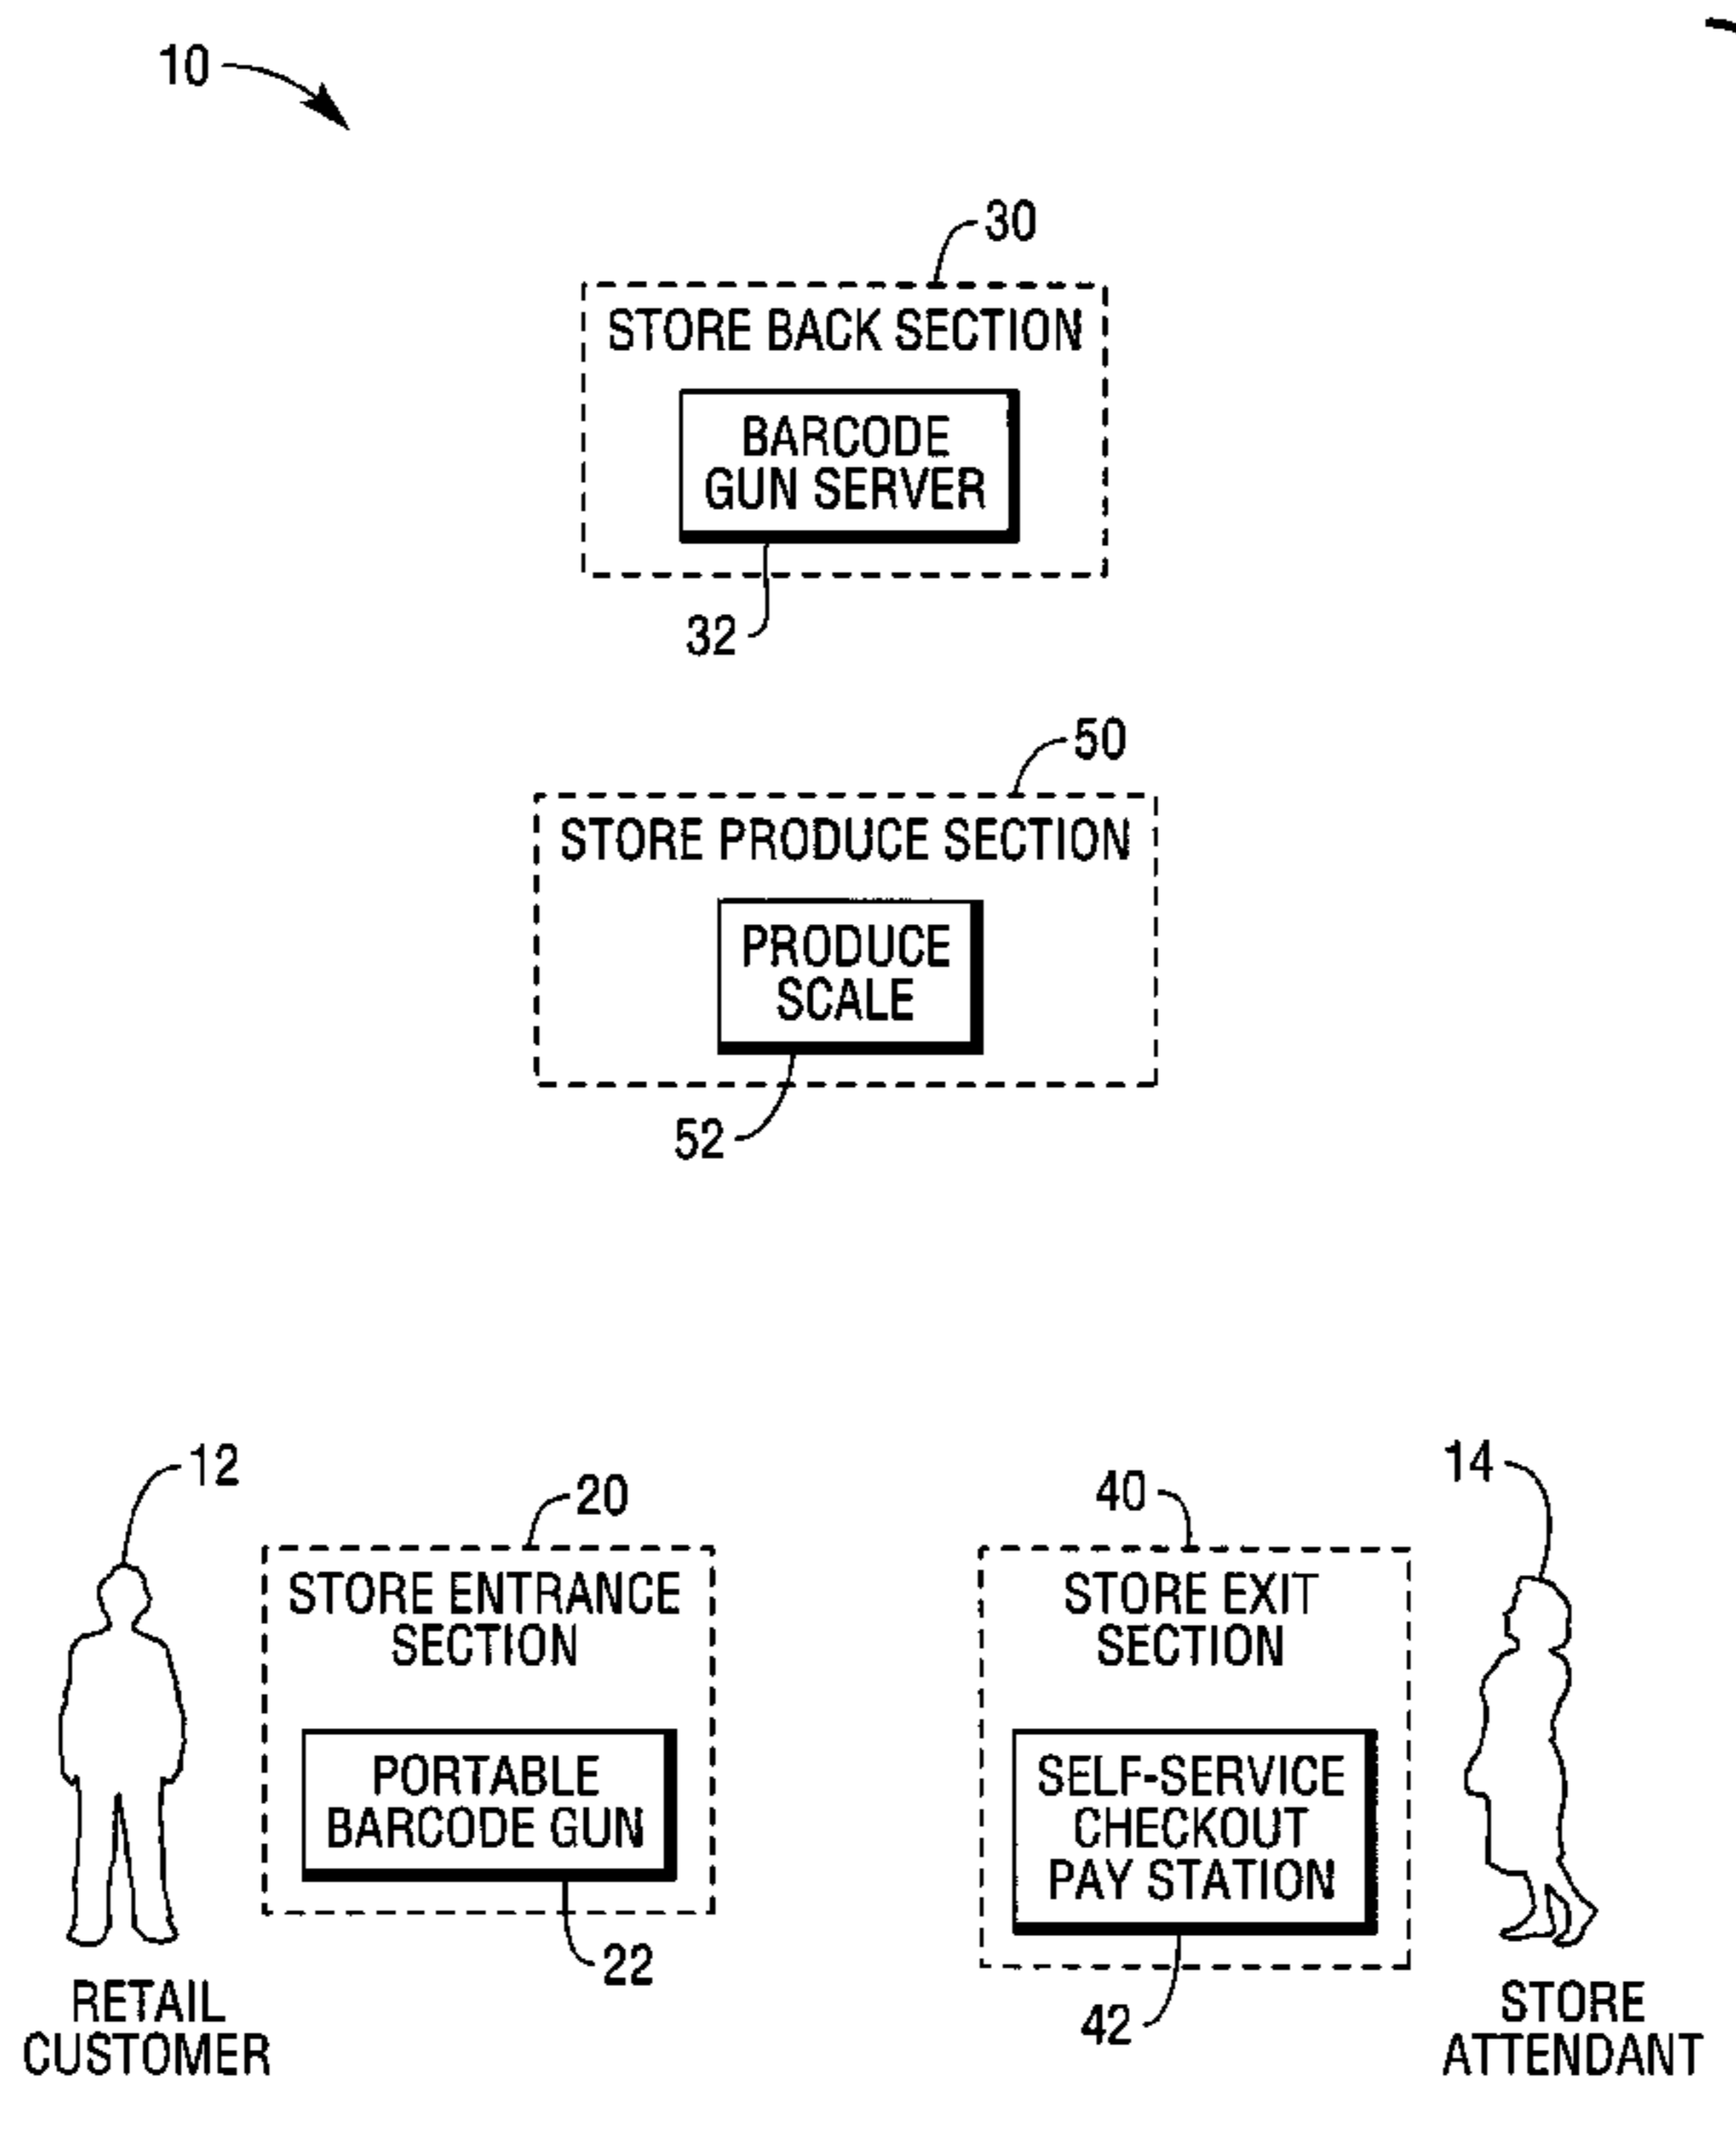 10
30
STORE BACK SECTION
BARCODE
GUN SERVER
32
50
STORE PRODUCE SECTION
PRODUCE
SCALE
52
12
20
STORE ENTRANCE
SECTION
PORTABLE
BARCODE GUN
22
RETAIL
CUSTOMER
40
14
STORE EXIT
SECTION
SELF-SERVICE
CHECKOUT
PAY STATION
42
STORE
ATTENDANT